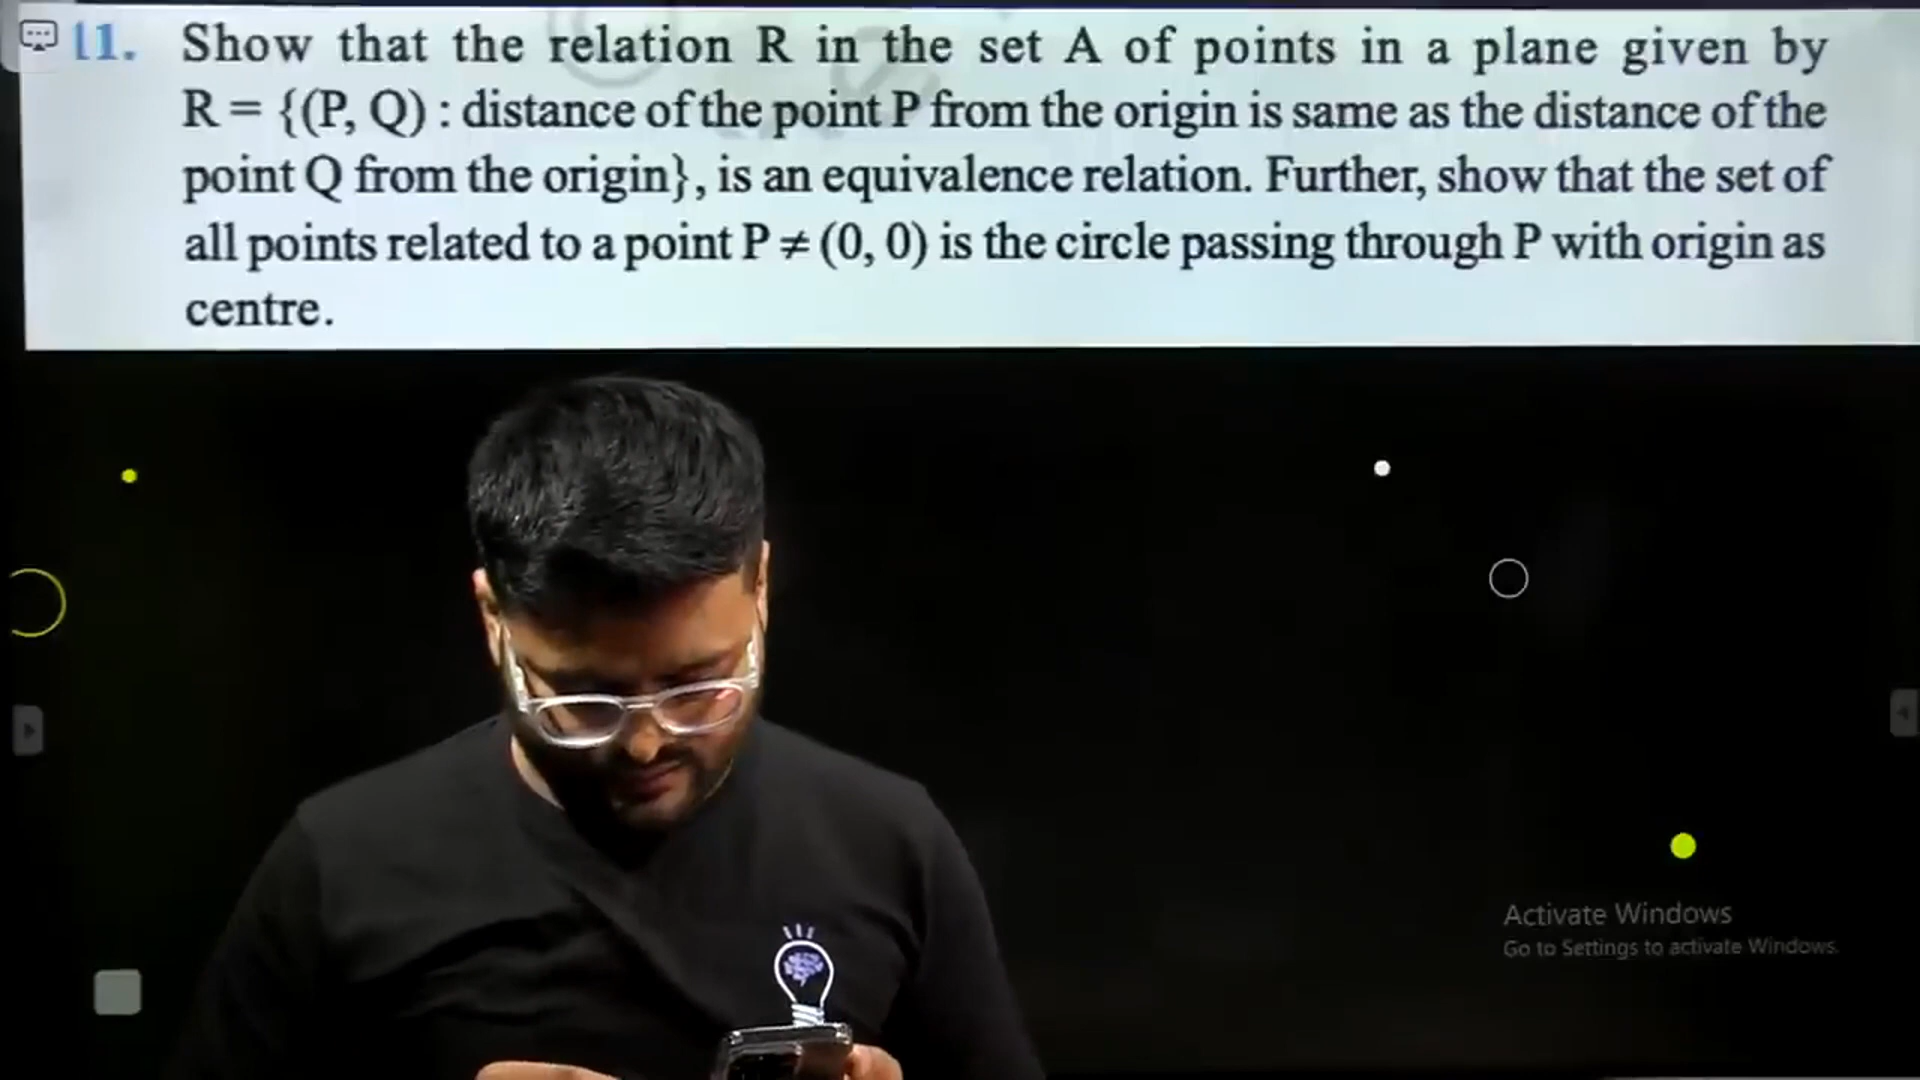 11. Show that the relation R in the set A of points in a plane given by
R = {(P, Q) : distance of the point P from the origin is same as the distance of the
point Q from the origin}, is an equivalence relation. Further, show that the set of
all points related to a point P ≠ (0, 0) is the circle passing through P with origin as
centre.
Activate Windows
Go to Settings to activate Windows.